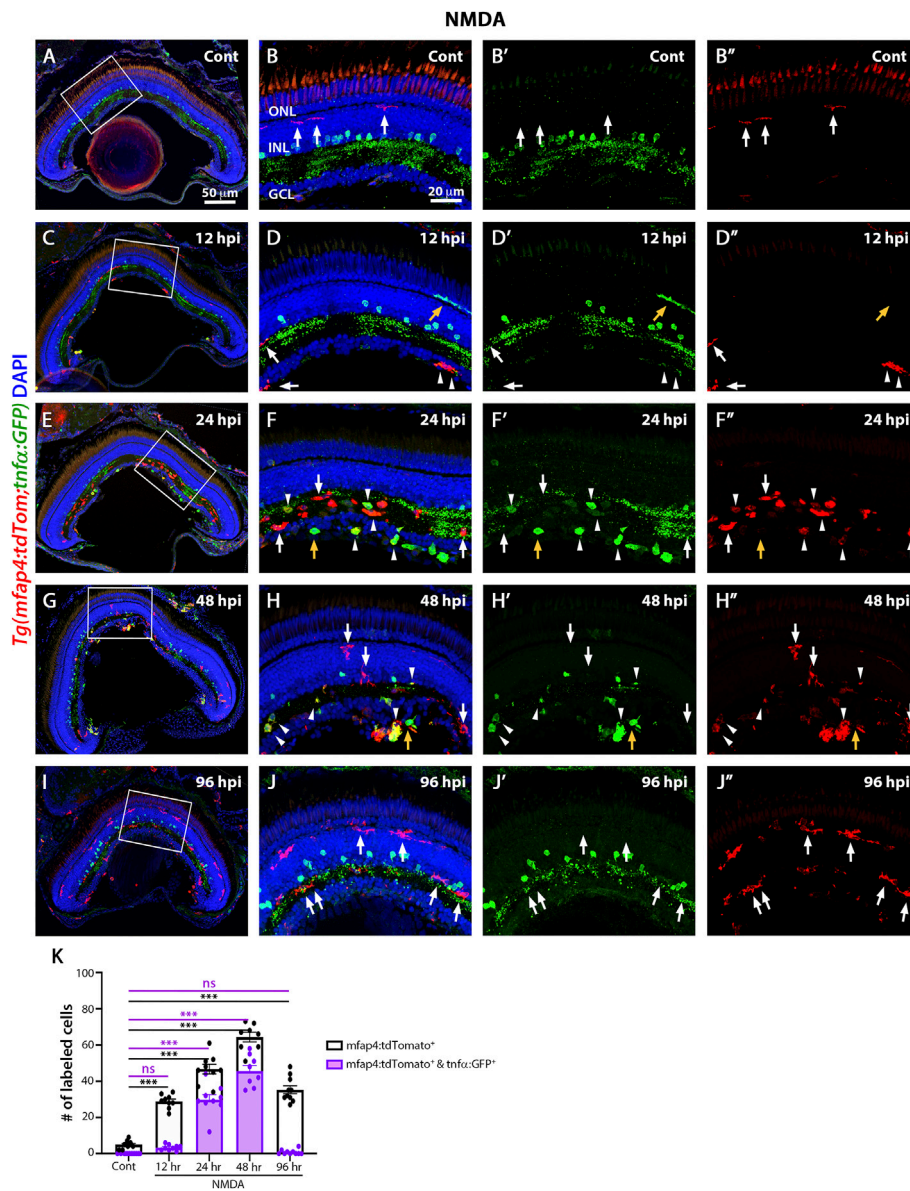 NMDA
Tg(mfap4:tdTom;tnfα:GFP) DAPI
A Cont
50 µm
B Cont
ONL
INL
GCL
20 µm
B′ Cont
B″ Cont
C 12 hpi
D 12 hpi
D′ 12 hpi
D″ 12 hpi
E 24 hpi
F 24 hpi
F′ 24 hpi
F″ 24 hpi
G 48 hpi
H 48 hpi
H′ 48 hpi
H″ 48 hpi
I 96 hpi
J 96 hpi
J′ 96 hpi
J″ 96 hpi
K
# of labeled cells
100
80
60
40
20
0
ns
***
***
***
***
***
ns
***
mfap4:tdTomato⁺
mfap4:tdTomato⁺ & tnfα:GFP⁺
Cont 12 hr 24 hr 48 hr 96 hr
NMDA